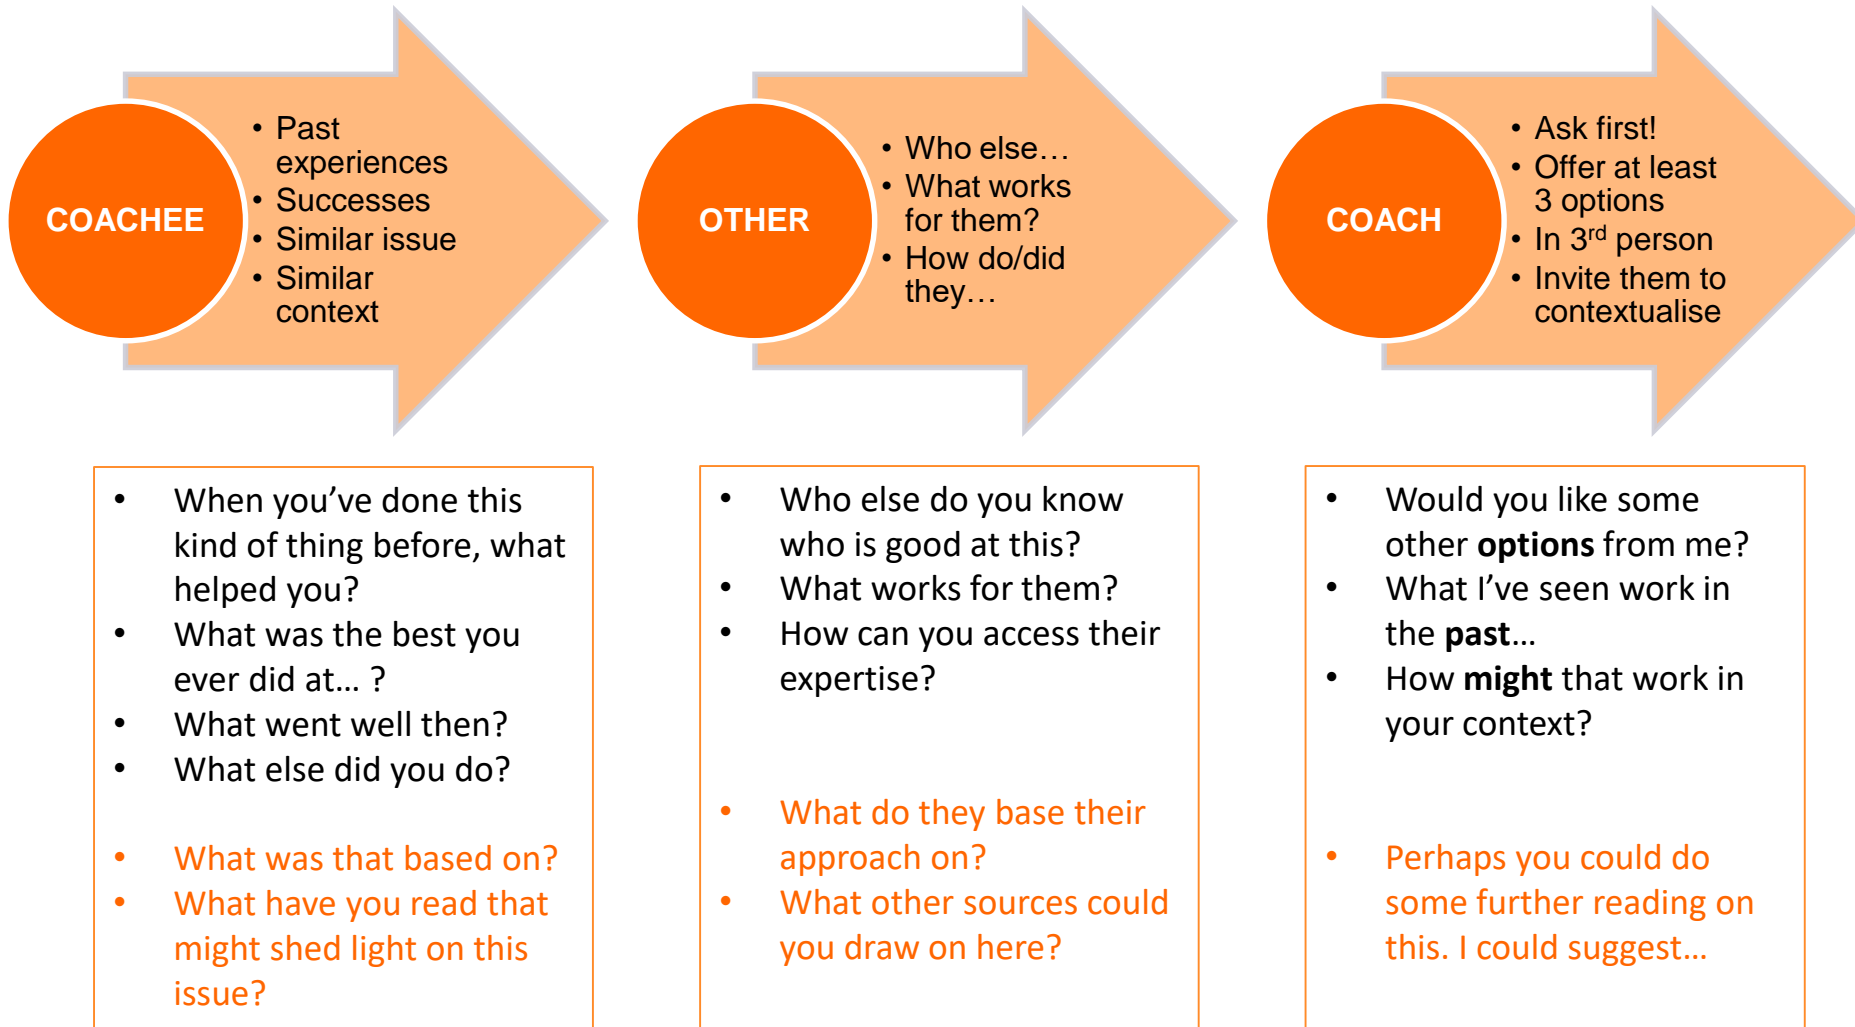 COACHEE
• Past
experiences
• Successes
• Similar issue
• Similar
context
OTHER
• Who else…
• What works
for them?
• How do/did
they…
COACH
• Ask first!
• Offer at least
3 options
• In 3rd person
• Invite them to
contextualise
• When you’ve done this
kind of thing before, what
helped you?
• What was the best you
ever did at… ?
• What went well then?
• What else did you do?
• What was that based on?
• What have you read that
might shed light on this
issue?
• Who else do you know
who is good at this?
• What works for them?
• How can you access their
expertise?
• What do they base their
approach on?
• What other sources could
you draw on here?
• Would you like some
other options from me?
• What I’ve seen work in
the past…
• How might that work in
your context?
• Perhaps you could do
some further reading on
this. I could suggest…